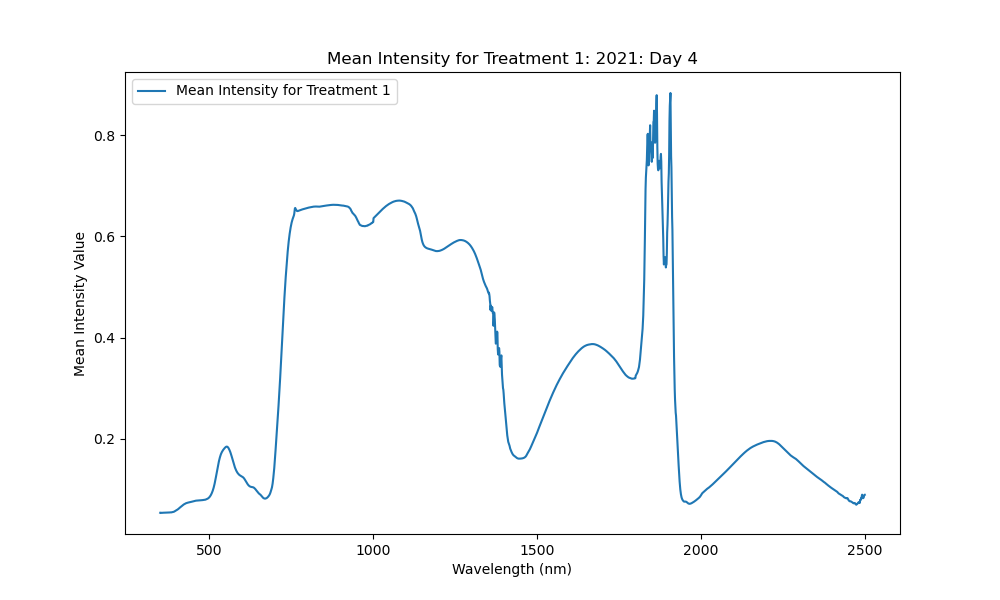 Mean Intensity for Treatment 1: 2021: Day 4
Mean Intensity for Treatment 1
Mean Intensity Value
0.8
0.6
0.4
0.2
500 1000 1500 2000 2500
Wavelength (nm)